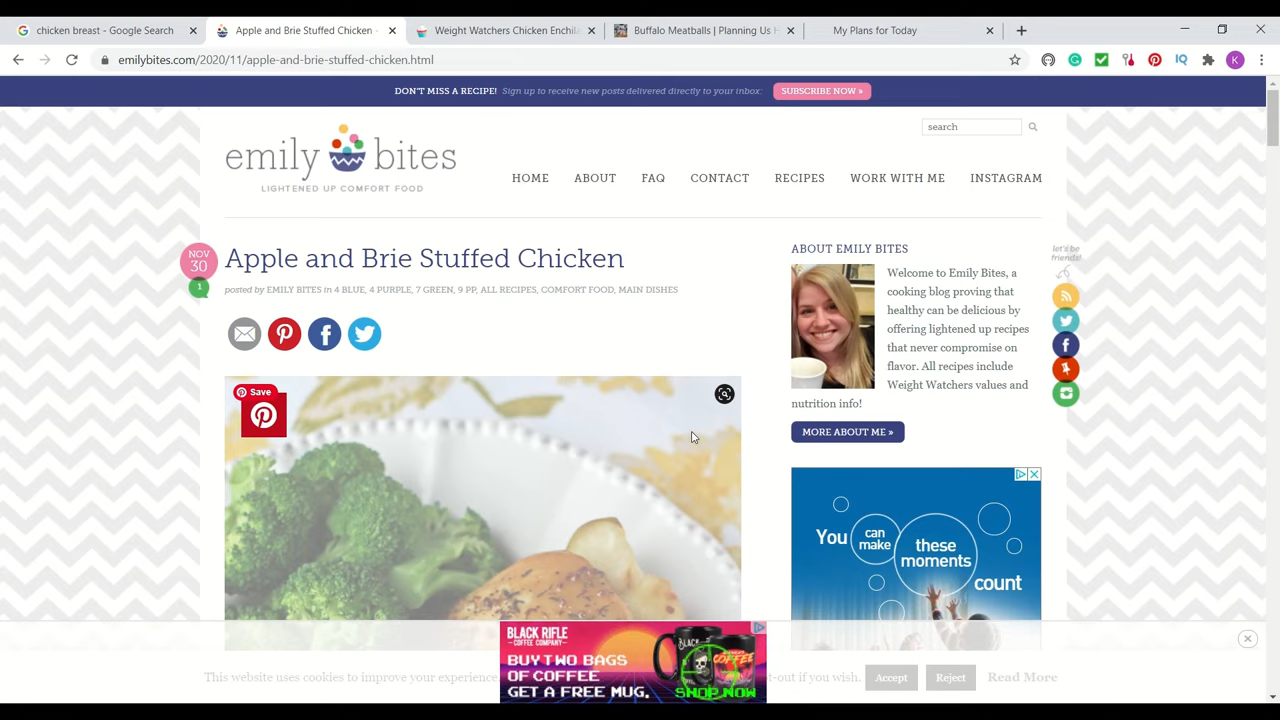 chicken breast - Google Search
Apple and Brie Stuffed Chicken -
Weight Watchers Chicken Enchila
Buffalo Meatballs | Planning Us H
My Plans for Today
emilybites.com/2020/11/apple-and-brie-stuffed-chicken.html
K
DON'T MISS A RECIPE! Sign up to receive new posts delivered directly to your inbox: SUBSCRIBE NOW »
search
emily bites
LIGHTENED UP COMFORT FOOD
HOME ABOUT FAQ CONTACT RECIPES WORK WITH ME INSTAGRAM
NOV
30
1
Apple and Brie Stuffed Chicken
posted by EMILY BITES in 4 BLUE, 4 PURPLE, 7 GREEN, 9 PP, ALL RECIPES, COMFORT FOOD, MAIN DISHES
Save
ABOUT EMILY BITES
Welcome to Emily Bites, a
cooking blog proving that
healthy can be delicious by
offering lightened up recipes
that never compromise on
flavor. All recipes include
Weight Watchers values and
nutrition info!
MORE ABOUT ME »
let's be
friends!
You can make these moments count
BLACK RIFLE
COFFEE COMPANY
BUY TWO BAGS
OF COFFEE
GET A FREE MUG.
SHOP NOW
This website uses cookies to improve your experience.
t-out if you wish. Accept Reject Read More